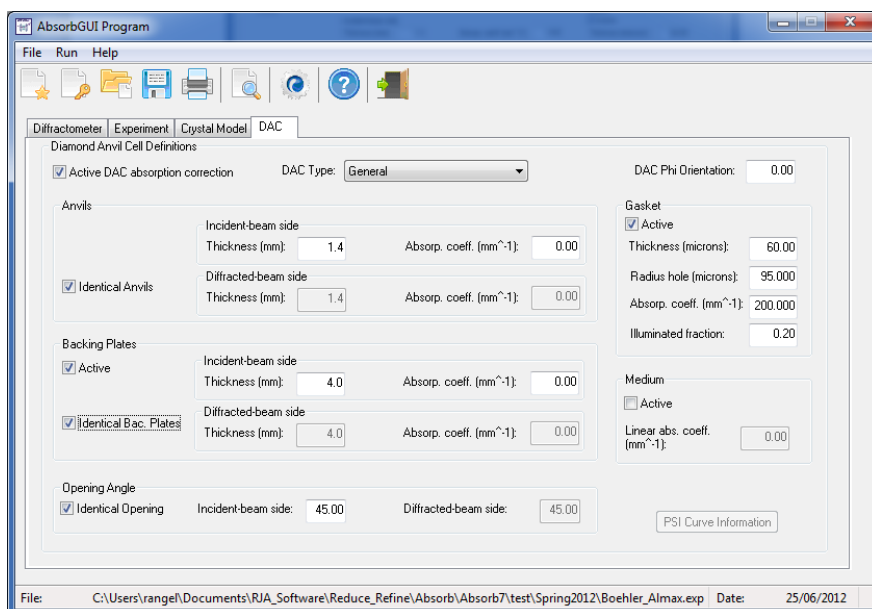 AbsorbGUI Program
File Run Help
Diffractometer Experiment Crystal Model DAC
Diamond Anvil Cell Definitions
Active DAC absorption correction DAC Type: General DAC Phi Orientation: 0.00
Anvils
Incident-beam side
Thickness (mm): 1.4 Absorp. coeff. (mm^-1): 0.00
Identical Anvils
Diffracted-beam side
Thickness (mm): 1.4 Absorp. coeff. (mm^-1): 0.00
Gasket
Active
Thickness (microns): 60.00
Radius hole (microns): 95.000
Absorp. coeff. (mm^-1): 200.000
Illuminated fraction: 0.20
Backing Plates
Active
Incident-beam side
Thickness (mm): 4.0 Absorp. coeff. (mm^-1): 0.00
Identical Bac. Plates
Diffracted-beam side
Thickness (mm): 4.0 Absorp. coeff. (mm^-1): 0.00
Medium
Active
Linear abs. coeff.
(mm^-1): 0.00
Opening Angle
Identical Opening Incident-beam side: 45.00 Diffracted-beam side: 45.00
PSI Curve Information
File: C:\Users\rangel\Documents\RJA_Software\Reduce_Refine\Absorb\Absorb7\test\Spring2012\Boehler_Almax.exp Date: 25/06/2012